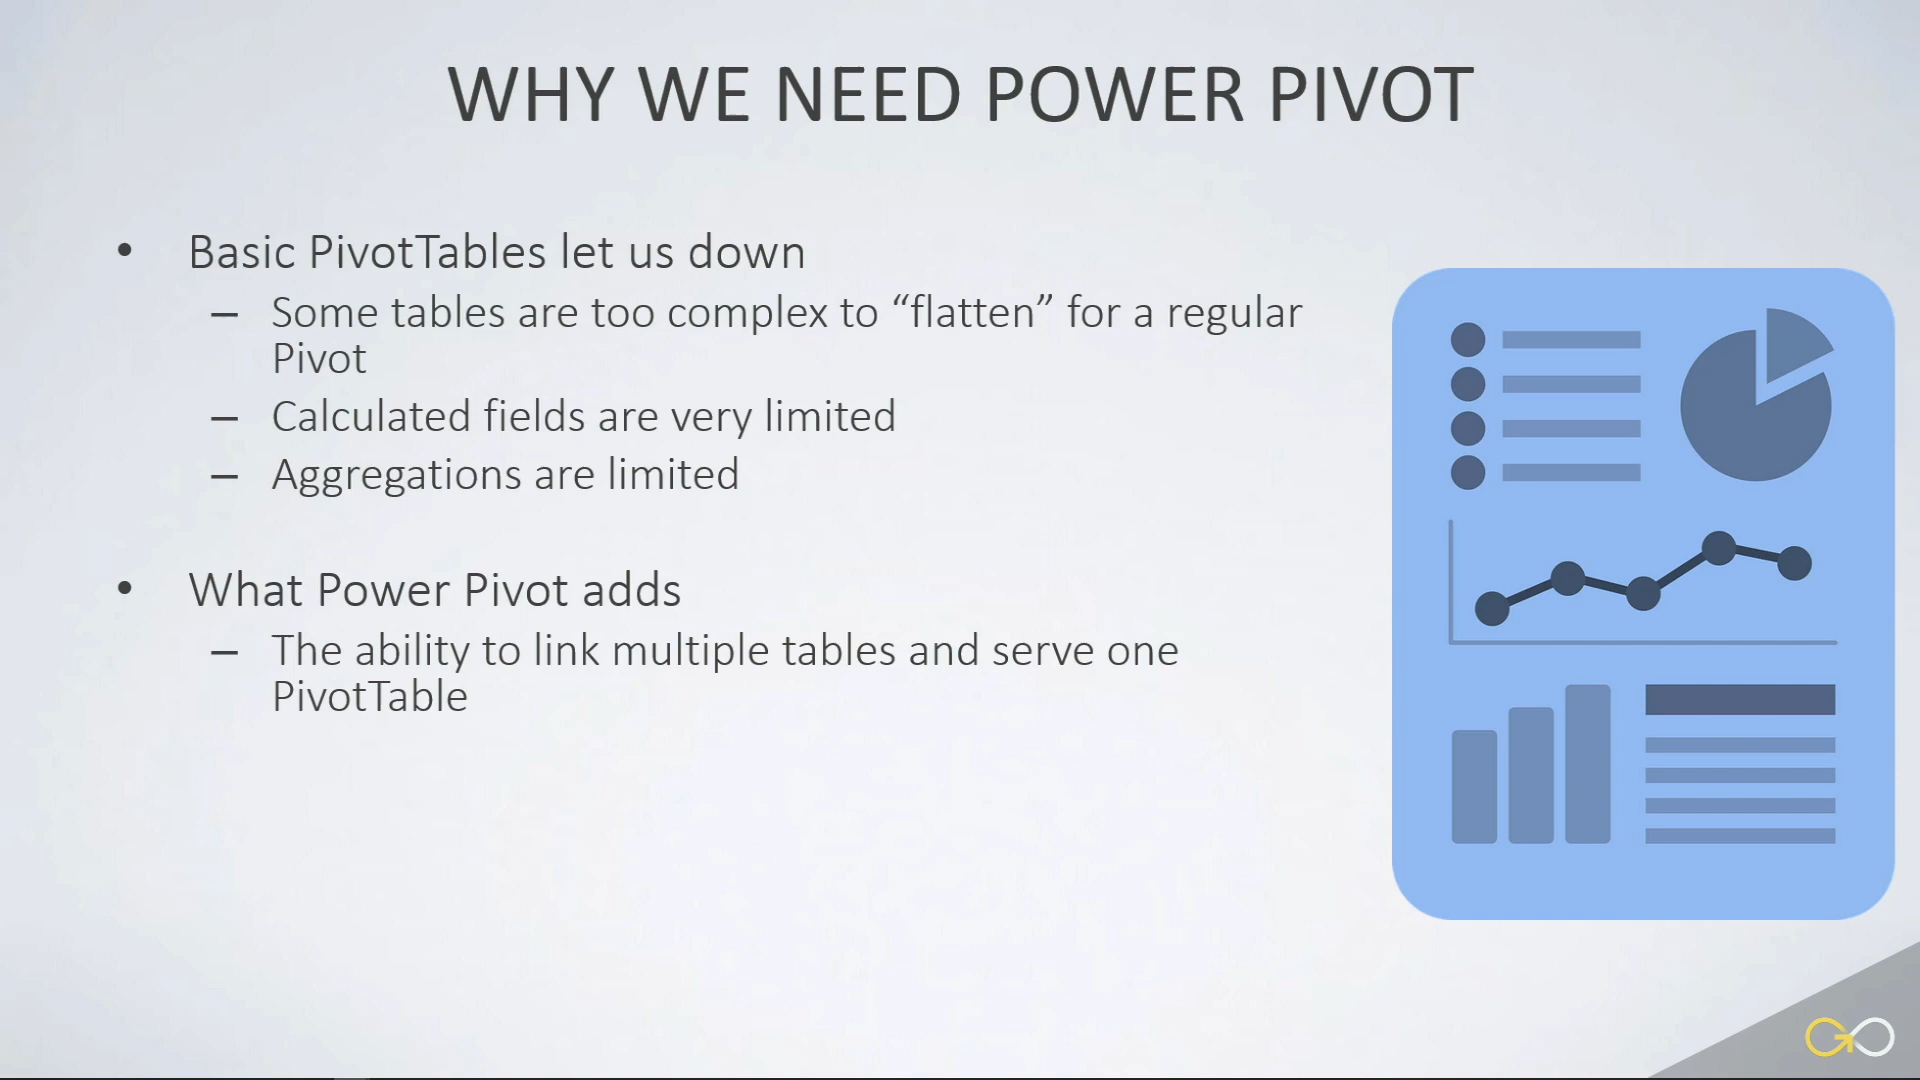 WHY WE NEED POWER PIVOT
• Basic PivotTables let us down
– Some tables are too complex to “flatten” for a regular
Pivot
– Calculated fields are very limited
– Aggregations are limited
• What Power Pivot adds
– The ability to link multiple tables and serve one
PivotTable